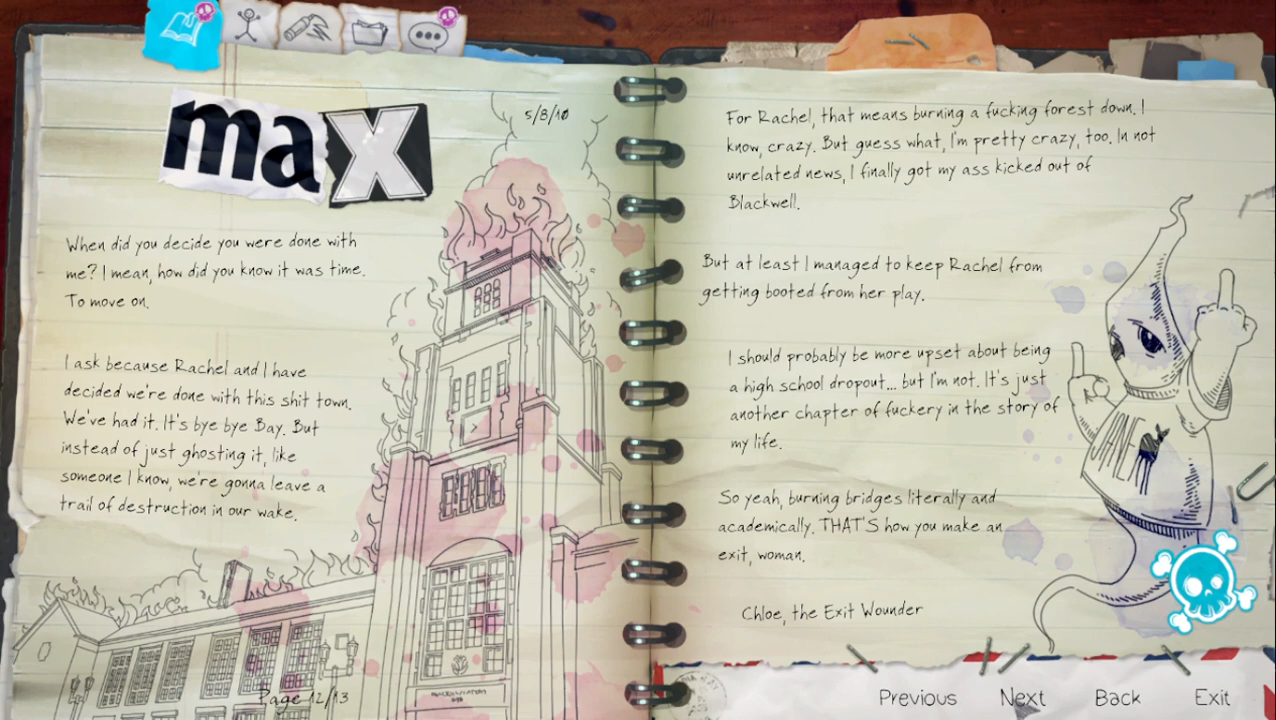 max
5/8/10
When did you decide you were done with
me? I mean, how did you know it was time.
To move on.
I ask because Rachel and I have
decided we're done with this shit town.
We've had it. It's bye bye Bay. But
instead of just ghosting it, like
someone I know, we're gonna leave a
trail of destruction in our wake.
Page 12/13
For Rachel, that means burning a fucking forest down. I
know, crazy. But guess what, I'm pretty crazy, too. In not
unrelated news, I finally got my ass kicked out of
Blackwell.
But at least I managed to keep Rachel from
getting booted from her play.
I should probably be more upset about being
a high school dropout... but I'm not. It's just
another chapter of fuckery in the story of
my life.
So yeah, burning bridges literally and
academically. THAT'S how you make an
exit, woman.
Chloe, the Exit Wounder
JANE
Previous
Next
Back
Exit